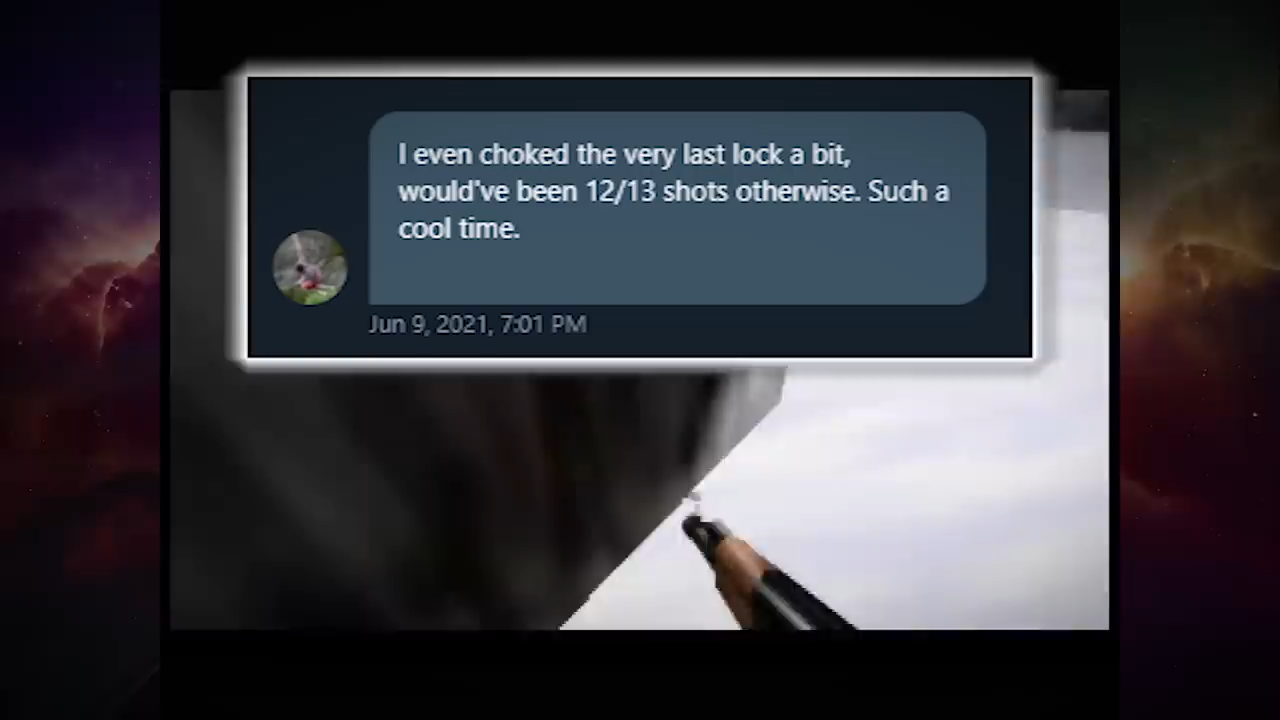 I even choked the very last lock a bit,
would've been 12/13 shots otherwise. Such a
cool time.
Jun 9, 2021, 7:01 PM